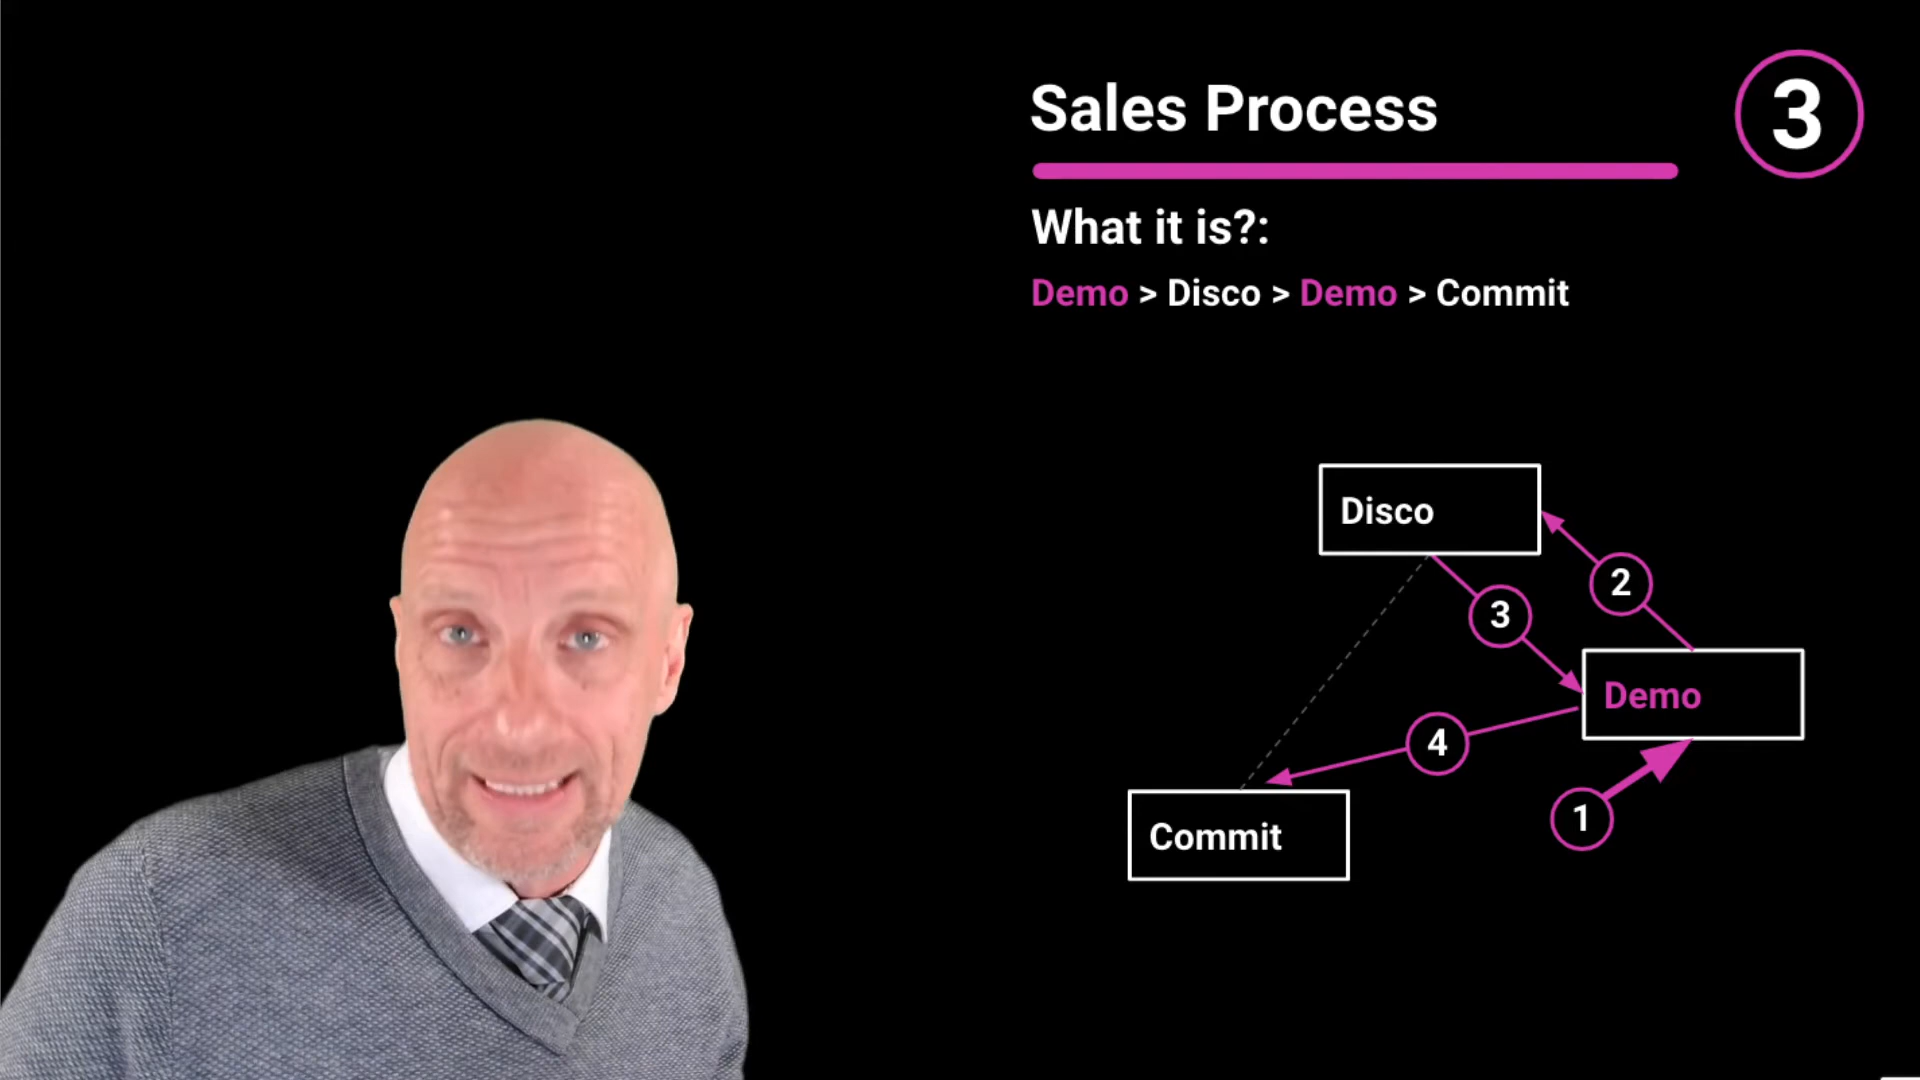 Sales Process
3
What it is?:
Demo > Disco > Demo > Commit
Disco
2
3
Demo
4
1
Commit